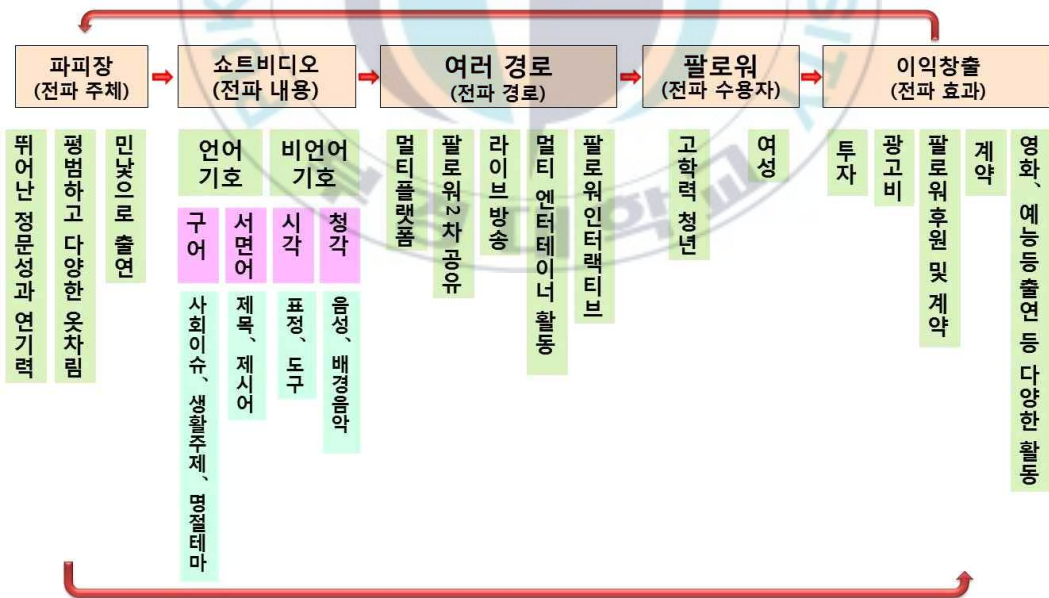 파피장
(전파 주체)
쇼트비디오
(전파 내용)
여러 경로
(전파 경로)
팔로워
(전파 수용자)
이익창출
(전파 효과)
뛰어난 정문성과 연기력
평범하고 다양한 옷차림
민낯으로 출연
언어
기호
비언어
기호
구어
서면어
시각
청각
사회이슈、생활주제、명절테마
제목、제시어
표정、도구
음성、배경음악
멀티플랫폼
팔로워2차 공유
라이브 방송
멀티 엔터테이너 활동
팔로워인터랙티브
고학력 청년
여성
투자
광고비
팔로워후원 및 계약
계약
영화、예능등출연 등 다양한 활동
부경대학교
SITY